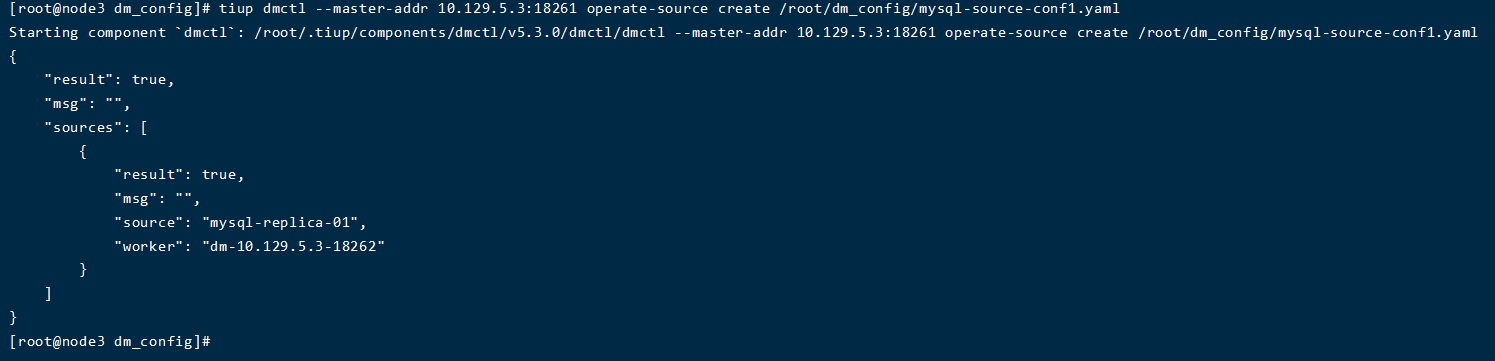 [root@node3 dm_config]# tiup dmctl --master-addr 10.129.5.3:18261 operate-source create /root/dm_config/mysql-source-conf1.yaml
Starting component `dmctl`: /root/.tiup/components/dmctl/v5.3.0/dmctl/dmctl --master-addr 10.129.5.3:18261 operate-source create /root/dm_config/mysql-source-conf1.yaml
{
    "result": true,
    "msg": "",
    "sources": [
        {
            "result": true,
            "msg": "",
            "source": "mysql-replica-01",
            "worker": "dm-10.129.5.3-18262"
        }
    ]
}
[root@node3 dm_config]#